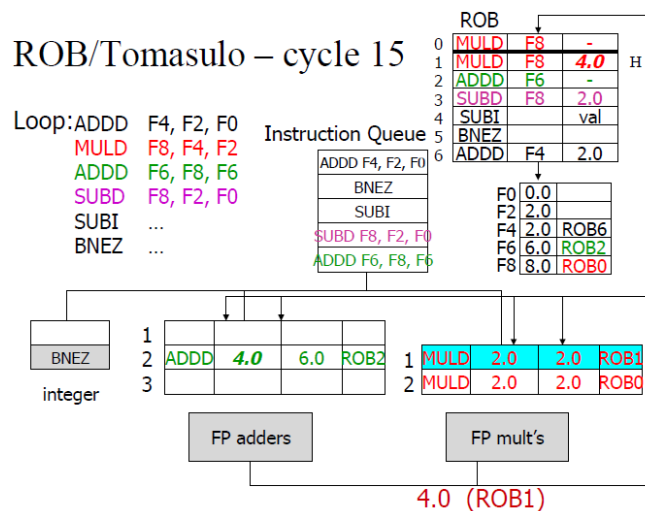 ROB/Tomasulo – cycle 15
ROB
0 MULD F8 -
1 MULD F8 4.0 H
2 ADDD F6 -
3 SUBD F8 2.0
4 SUBI val
5 BNEZ
6 ADDD F4 2.0
Loop: ADDD F4, F2, F0
MULD F8, F4, F2
ADDD F6, F8, F6
SUBD F8, F2, F0
SUBI ...
BNEZ ...
Instruction Queue
ADDD F4, F2, F0
BNEZ
SUBI
SUBD F8, F2, F0
ADDD F6, F8, F6
F0 0.0
F2 2.0
F4 2.0 ROB6
F6 6.0 ROB2
F8 8.0 ROB0
BNEZ
integer
1
2 ADDD 4.0 6.0 ROB2
3
1 MULD 2.0 2.0 ROB1
2 MULD 2.0 2.0 ROB0
FP adders
FP mult's
4.0 (ROB1)